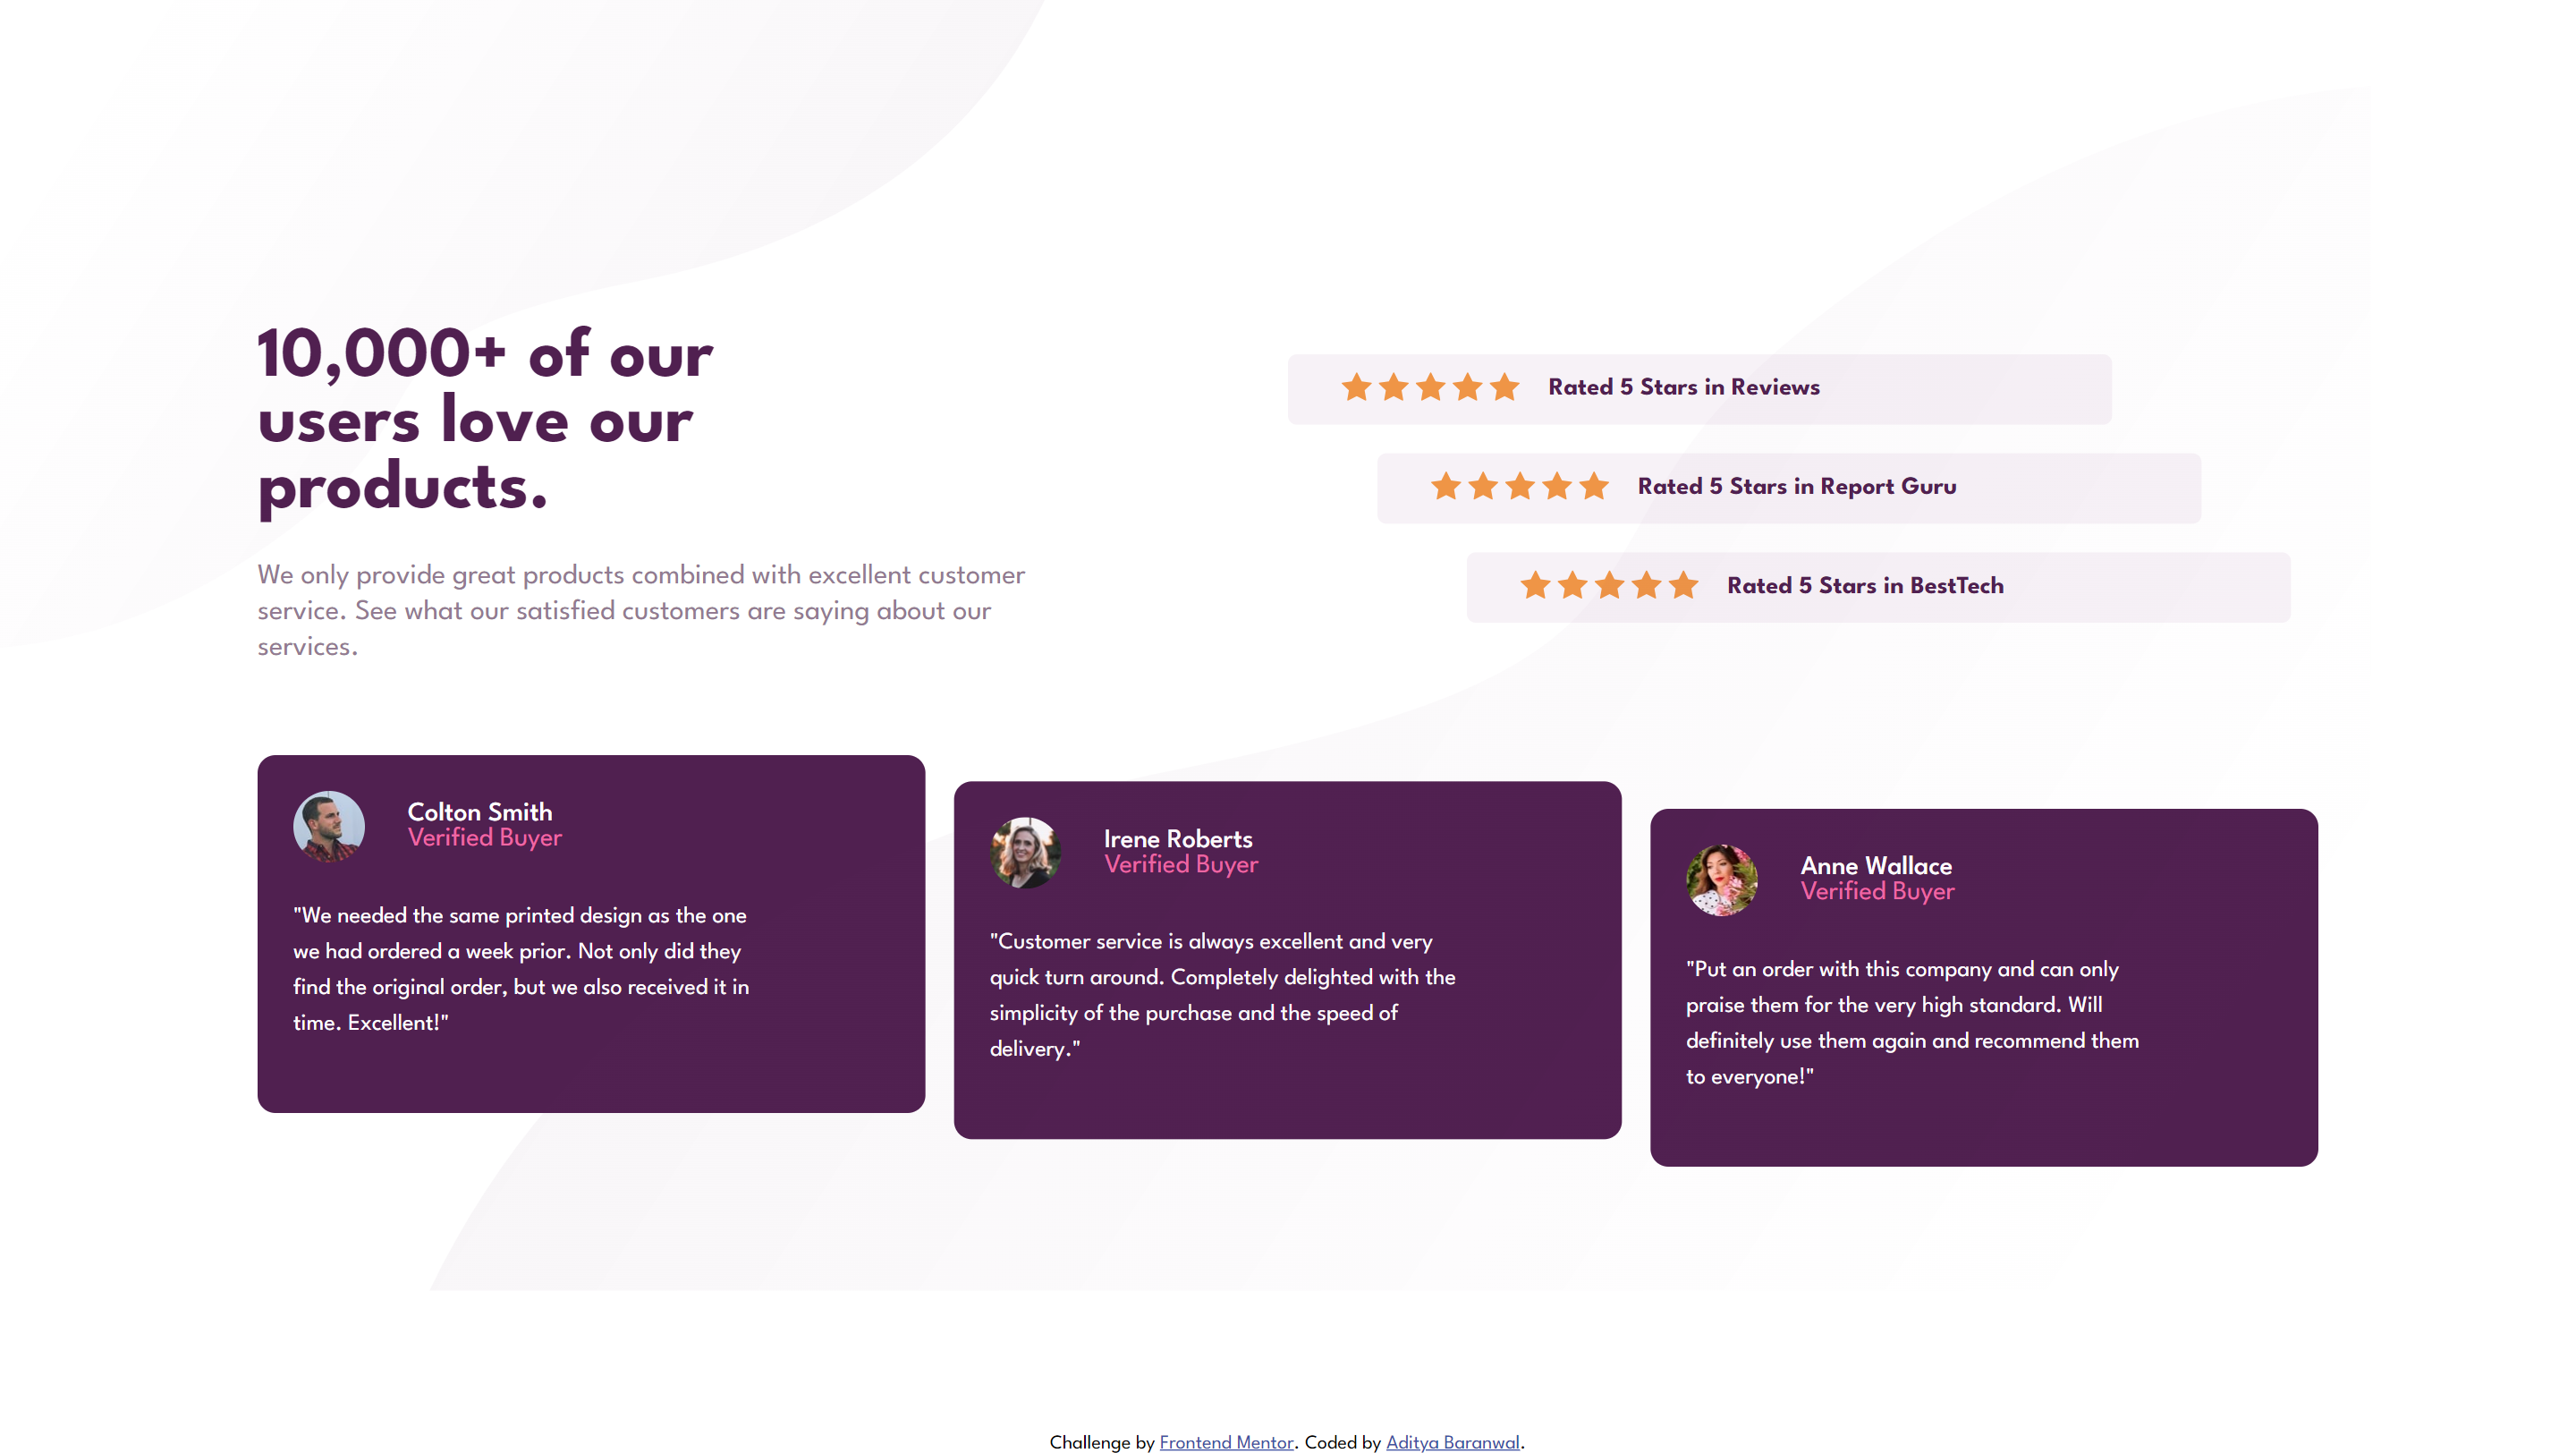 10,000+ of our
users love our
products.
We only provide great products combined with excellent customer
service. See what our satisfied customers are saying about our
services.
Rated 5 Stars in Reviews
Rated 5 Stars in Report Guru
Rated 5 Stars in BestTech
Colton Smith
Verified Buyer
"We needed the same printed design as the one
we had ordered a week prior. Not only did they
find the original order, but we also received it in
time. Excellent!"
Irene Roberts
Verified Buyer
"Customer service is always excellent and very
quick turn around. Completely delighted with the
simplicity of the purchase and the speed of
delivery."
Anne Wallace
Verified Buyer
"Put an order with this company and can only
praise them for the very high standard. Will
definitely use them again and recommend them
to everyone!"
Challenge by Frontend Mentor. Coded by Aditya Baranwal.